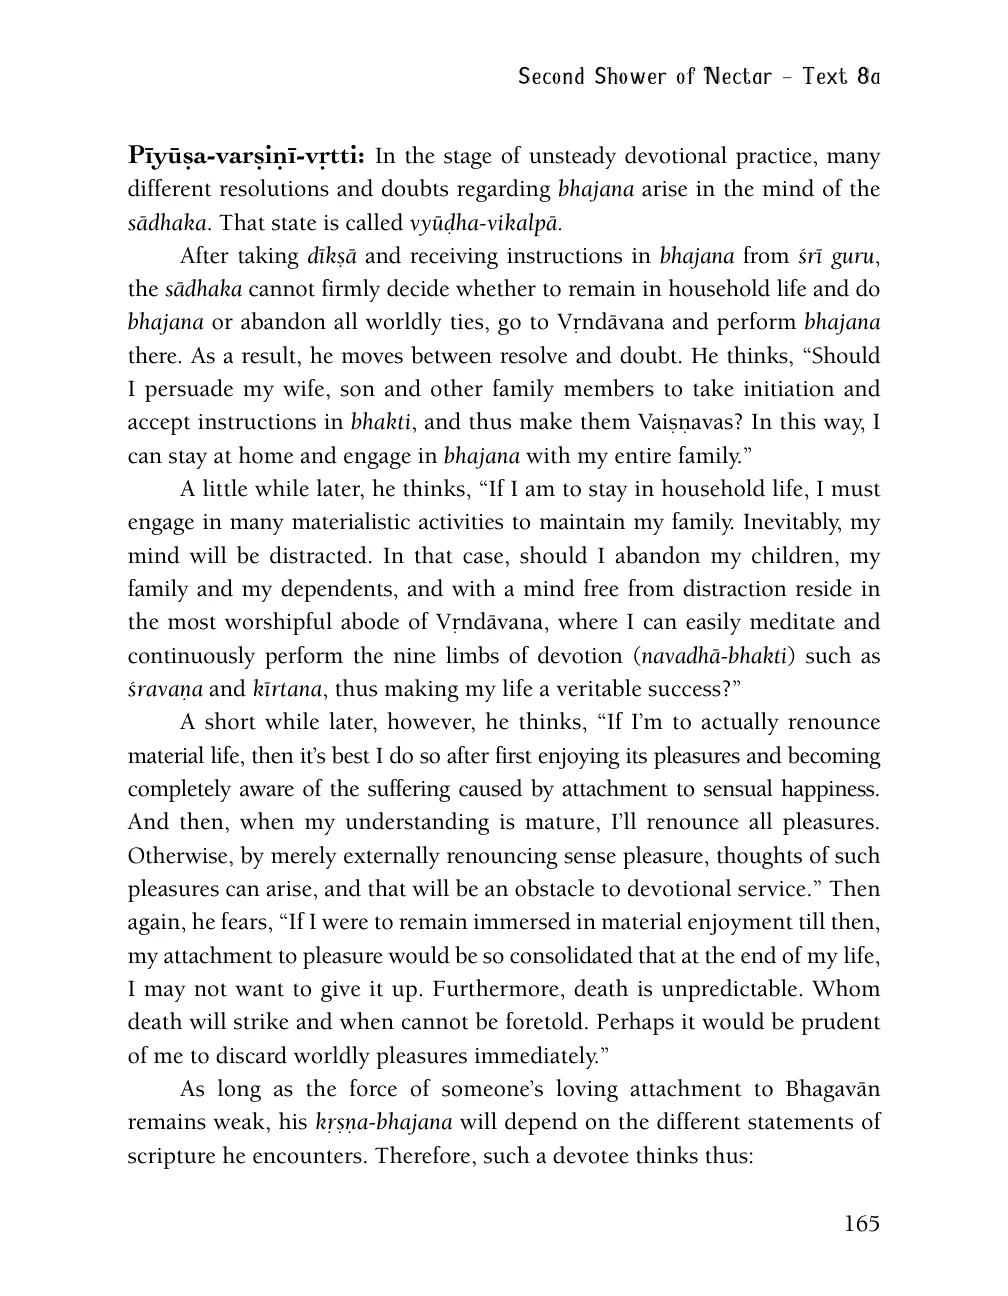 Second Shower of Nectar – Text 8a
Pīyūṣa-varṣiṇī-vṛtti: In the stage of unsteady devotional practice, many
different resolutions and doubts regarding bhajana arise in the mind of the
sādhaka. That state is called vyūḍha-vikalpā.
After taking dīkṣā and receiving instructions in bhajana from śrī guru,
the sādhaka cannot firmly decide whether to remain in household life and do
bhajana or abandon all worldly ties, go to Vṛndāvana and perform bhajana
there. As a result, he moves between resolve and doubt. He thinks, “Should
I persuade my wife, son and other family members to take initiation and
accept instructions in bhakti, and thus make them Vaiṣṇavas? In this way, I
can stay at home and engage in bhajana with my entire family.”
A little while later, he thinks, “If I am to stay in household life, I must
engage in many materialistic activities to maintain my family. Inevitably, my
mind will be distracted. In that case, should I abandon my children, my
family and my dependents, and with a mind free from distraction reside in
the most worshipful abode of Vṛndāvana, where I can easily meditate and
continuously perform the nine limbs of devotion (navadhā-bhakti) such as
śravaṇa and kīrtana, thus making my life a veritable success?”
A short while later, however, he thinks, “If I’m to actually renounce
material life, then it’s best I do so after first enjoying its pleasures and becoming
completely aware of the suffering caused by attachment to sensual happiness.
And then, when my understanding is mature, I’ll renounce all pleasures.
Otherwise, by merely externally renouncing sense pleasure, thoughts of such
pleasures can arise, and that will be an obstacle to devotional service.” Then
again, he fears, “If I were to remain immersed in material enjoyment till then,
my attachment to pleasure would be so consolidated that at the end of my life,
I may not want to give it up. Furthermore, death is unpredictable. Whom
death will strike and when cannot be foretold. Perhaps it would be prudent
of me to discard worldly pleasures immediately.”
As long as the force of someone’s loving attachment to Bhagavān
remains weak, his kṛṣṇa-bhajana will depend on the different statements of
scripture he encounters. Therefore, such a devotee thinks thus:
165